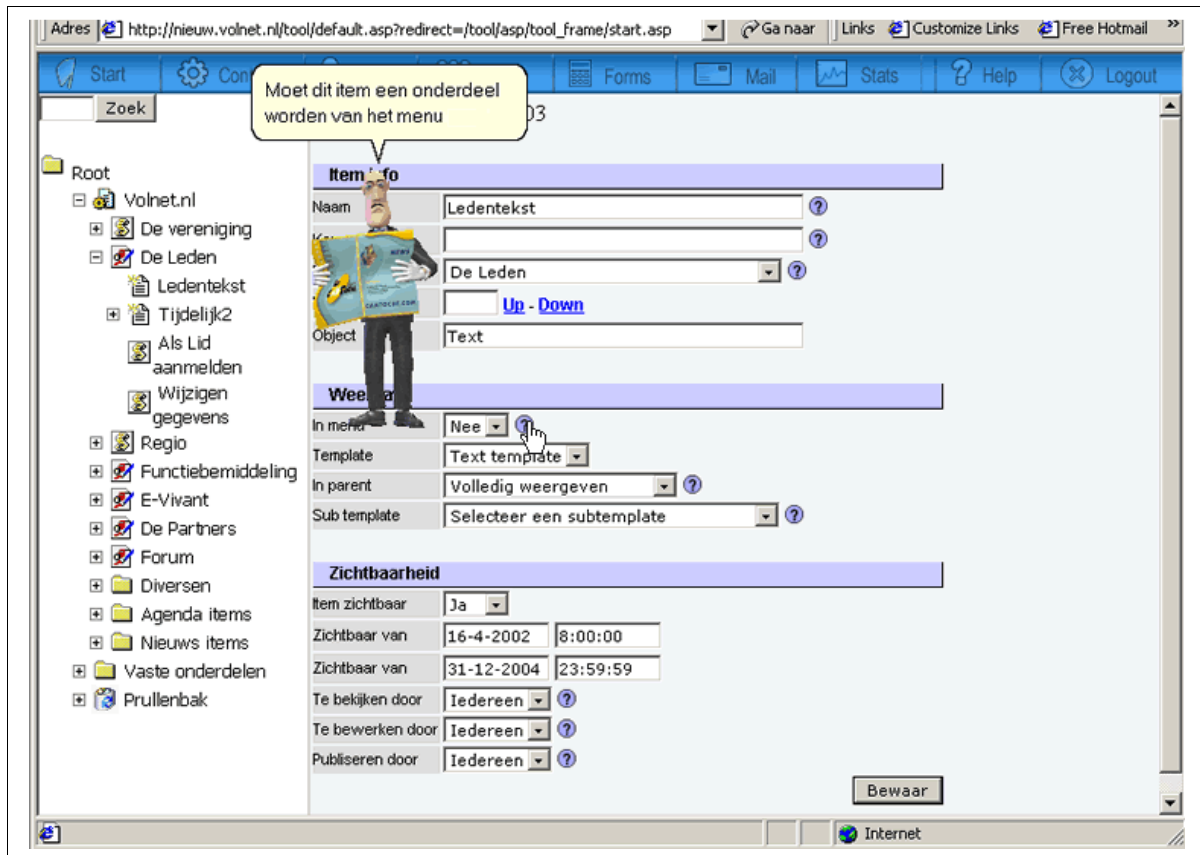 Adres http://nieuw.volnet.nl/tool/default.asp?redirect=/tool/asp/tool_frame/start.asp Ga naar Links Customize Links Free Hotmail »
Start Forms Mail Stats ? Help Logout
Moet dit item een onderdeel
worden van het menu
Zoek
03
Root
Volnet.nl
De vereniging
De Leden
Ledentekst
Tijdelijk2
Als Lid
aanmelden
Wijzigen
gegevens
Regio
Functiebemiddeling
E-Vivant
De Partners
Forum
Diversen
Agenda items
Nieuws items
Vaste onderdelen
Prullenbak
Item info
Naam Ledentekst ?
?
De Leden ?
Up - Down
Object Text
NEWS
CANTOCHE.COM
In menu Nee ?
Template Text template
In parent Volledig weergeven ?
Sub template Selecteer een subtemplate ?
Zichtbaarheid
Item zichtbaar Ja
Zichtbaar van 16-4-2002 8:00:00
Zichtbaar van 31-12-2004 23:59:59
Te bekijken door Iedereen ?
Te bewerken door Iedereen ?
Publiseren door Iedereen ?
Bewaar
Internet